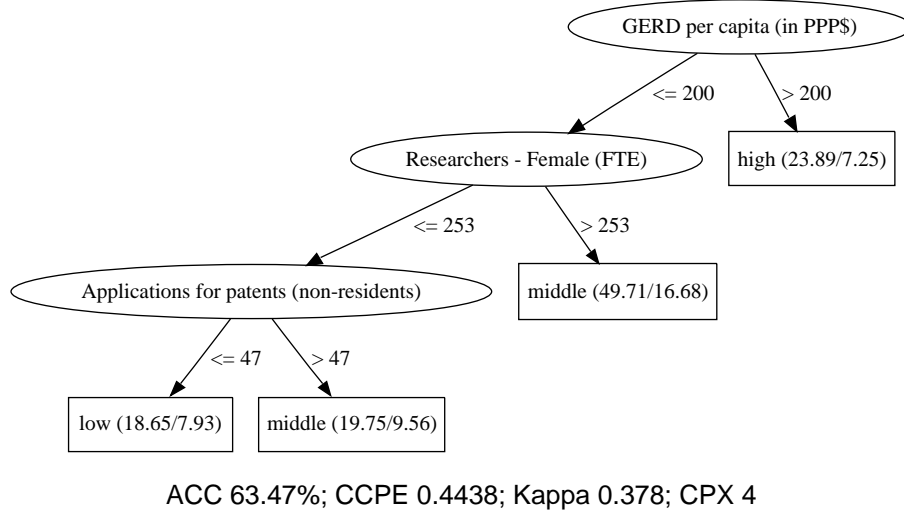 GERD per capita (in PPP$)
<= 200
> 200
Researchers - Female (FTE)
high (23.89/7.25)
<= 253
> 253
Applications for patents (non-residents)
middle (49.71/16.68)
<= 47
> 47
low (18.65/7.93)
middle (19.75/9.56)
ACC 63.47%; CCPE 0.4438; Kappa 0.378; CPX 4